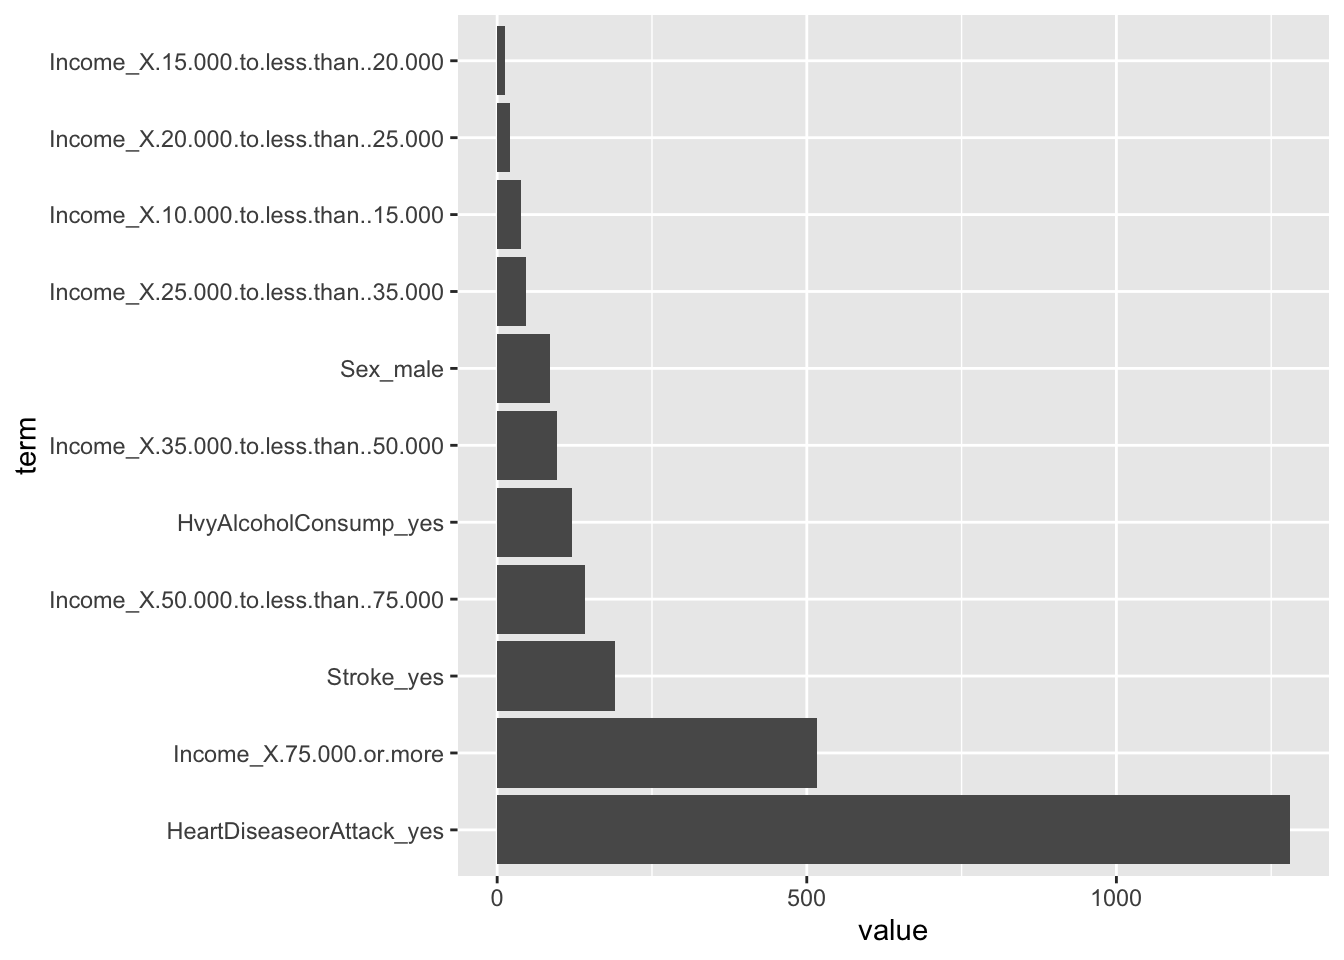 Income_X.15.000.to.less.than..20.000
Income_X.20.000.to.less.than..25.000
Income_X.10.000.to.less.than..15.000
Income_X.25.000.to.less.than..35.000
Sex_male
Income_X.35.000.to.less.than..50.000
HvyAlcoholConsump_yes
Income_X.50.000.to.less.than..75.000
Stroke_yes
Income_X.75.000.or.more
HeartDiseaseorAttack_yes
term
0 500 1000
value